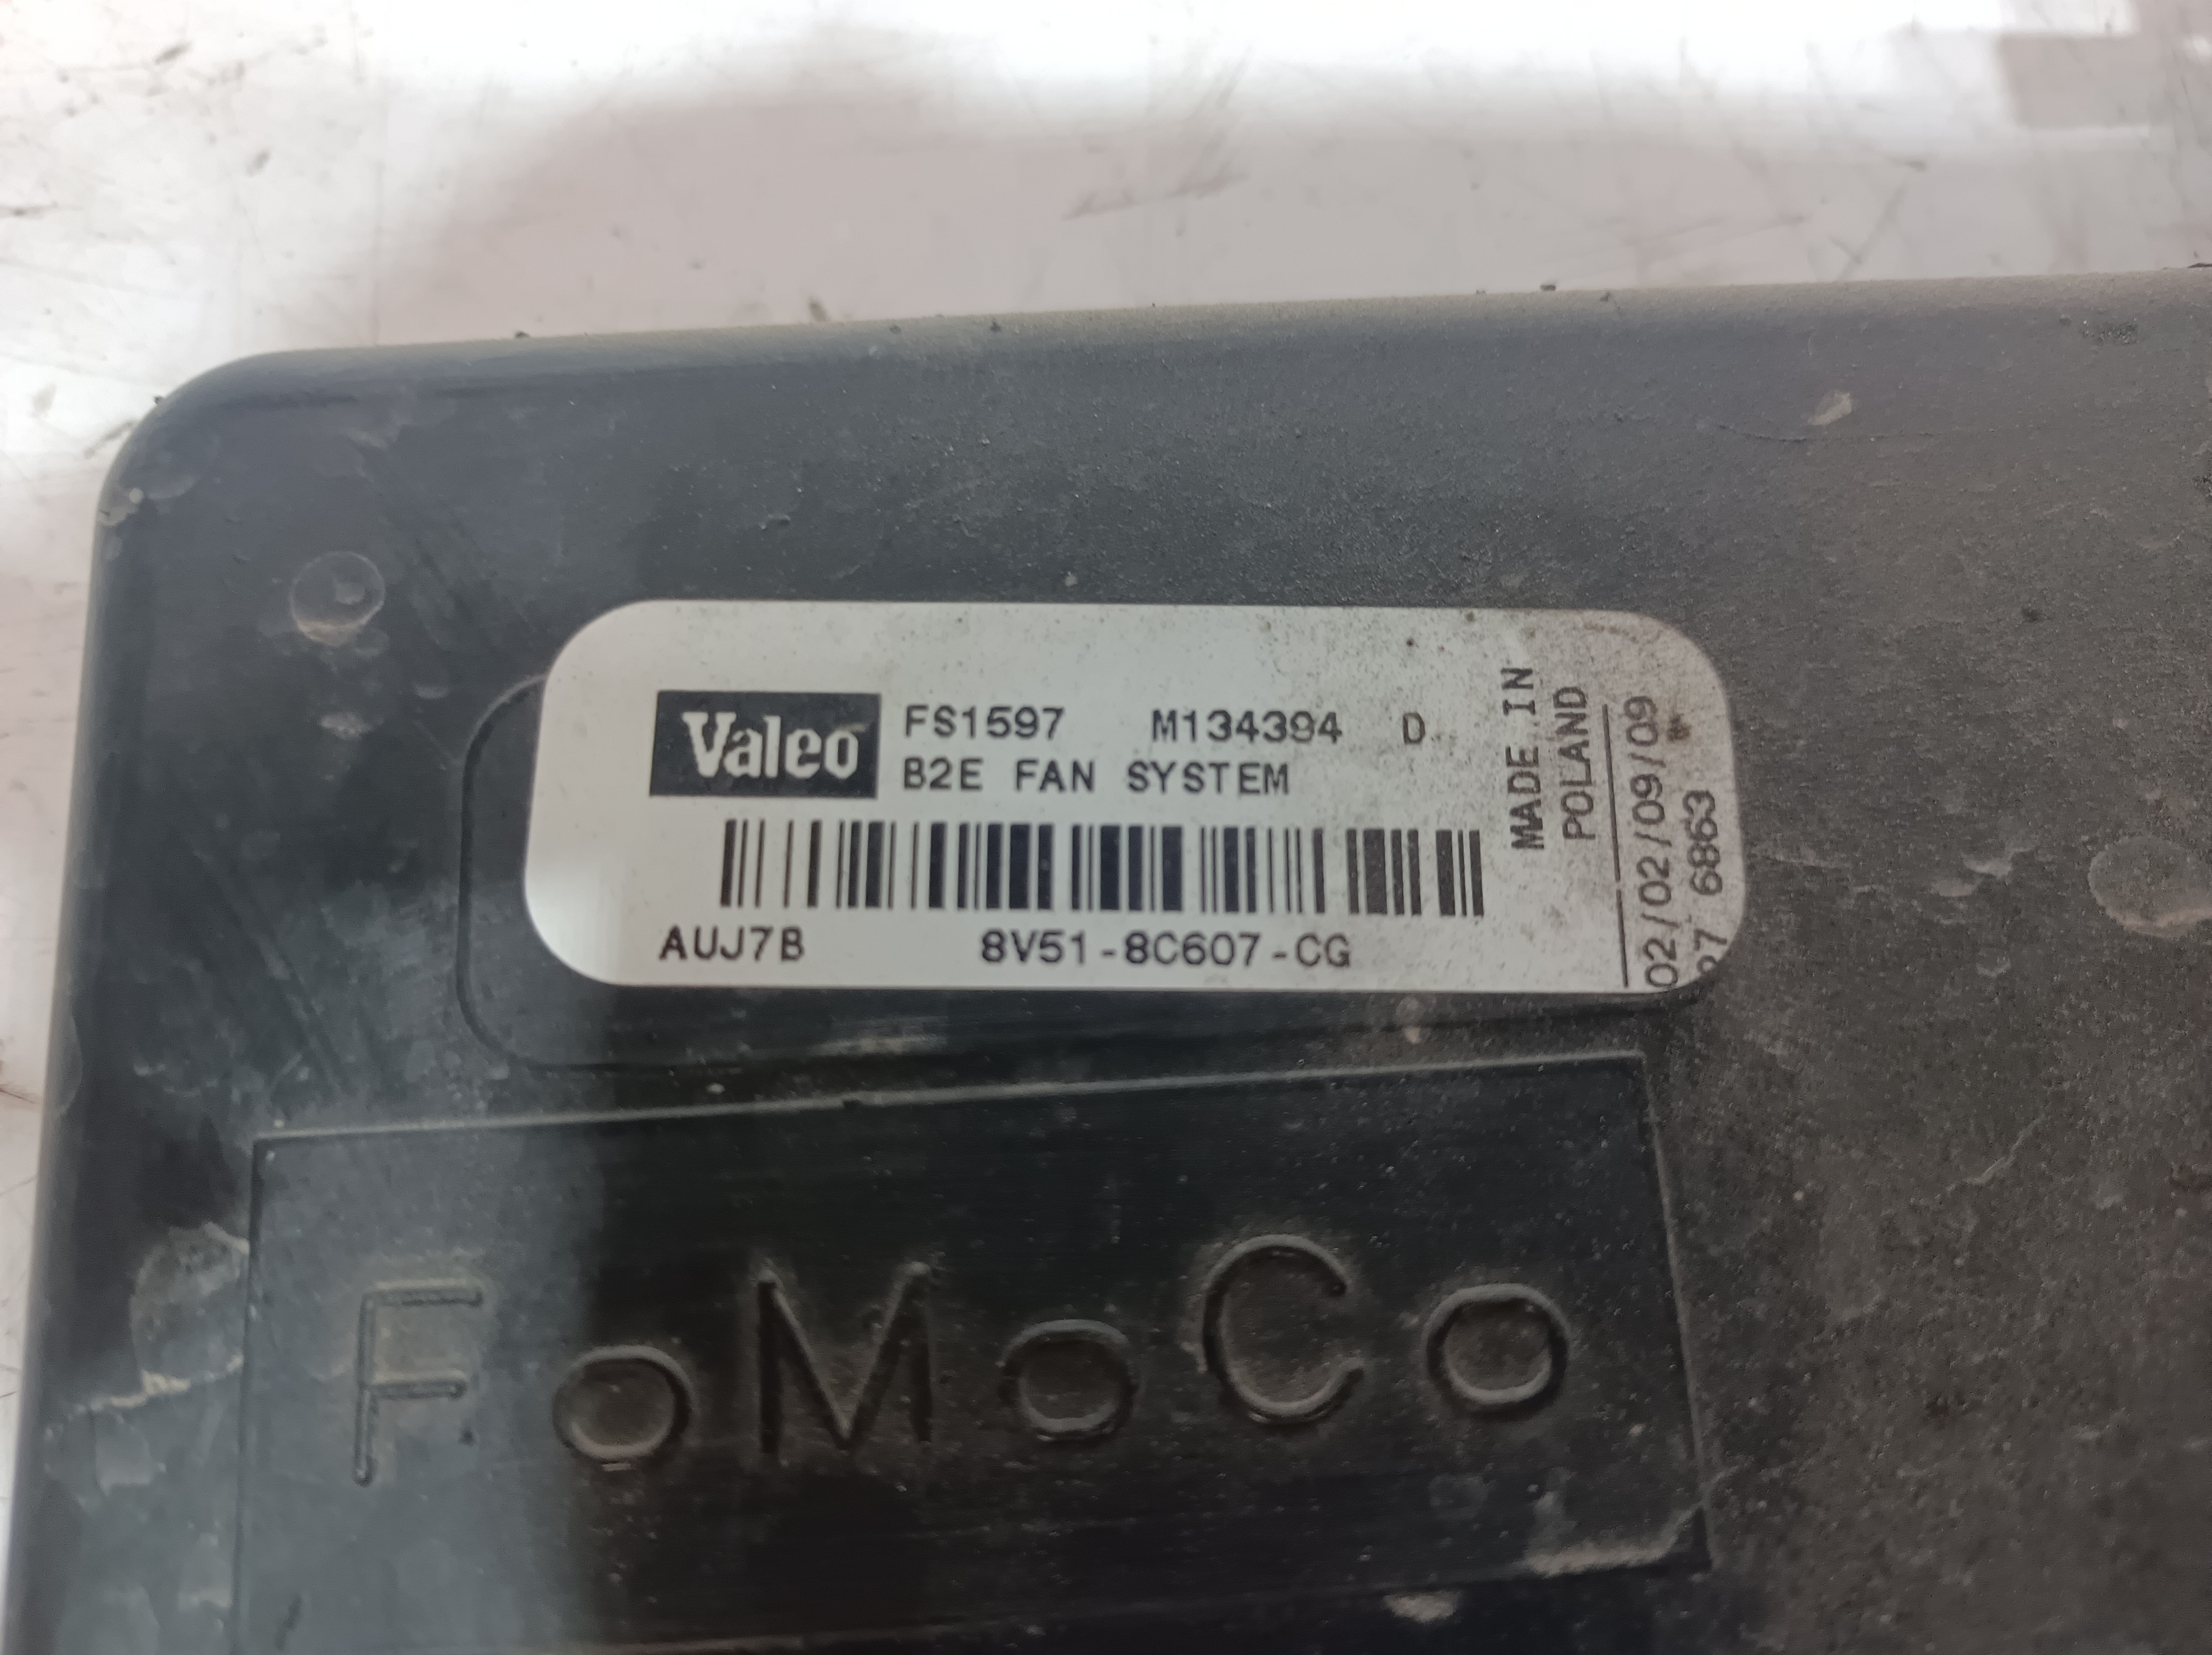 Valeo
FS1597 M134394 D
B2E FAN SYSTEM
AUJ7B 8V51-8C607-CG
MADE IN
POLAND
02/02/09/09
6863
FoMoCo